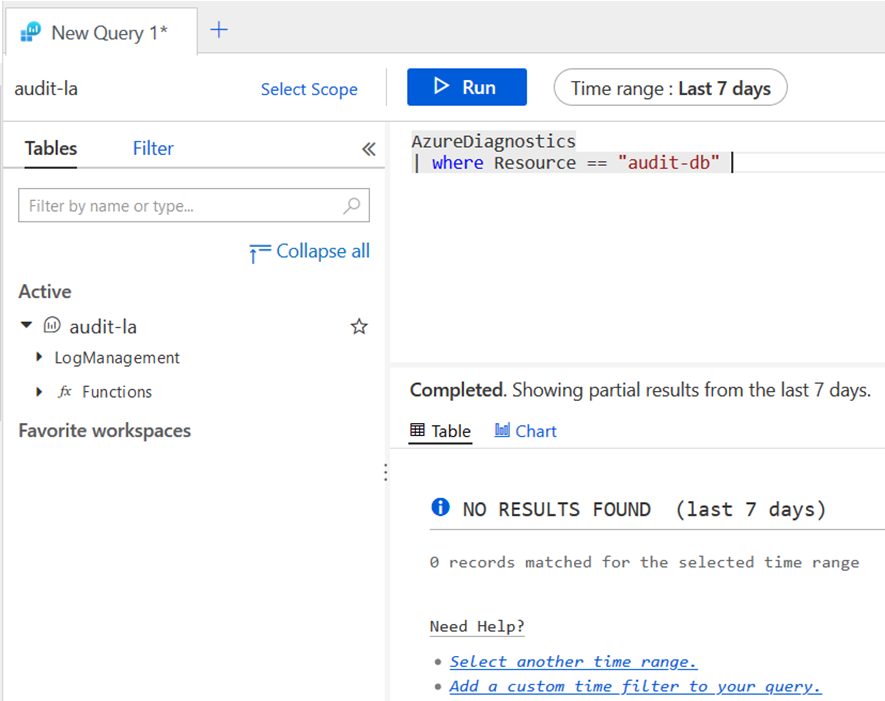 New Query 1*
audit-la
Select Scope
Run
Time range : Last 7 days
Tables
Filter
Filter by name or type...
Collapse all
Active
audit-la
LogManagement
fx Functions
Favorite workspaces
AzureDiagnostics
| where Resource == "audit-db"
Completed. Showing partial results from the last 7 days.
Table
Chart
NO RESULTS FOUND (last 7 days)
0 records matched for the selected time range
Need Help?
• Select another time range.
• Add a custom time filter to your query.